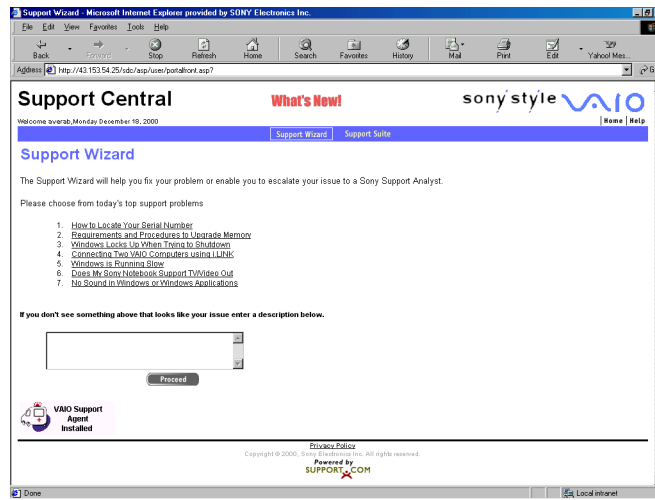 Support Wizard - Microsoft Internet Explorer provided by SONY Electronics Inc.
File Edit View Favorites Tools Help
Back Forward Stop Refresh Home Search Favorites History Mail Print Edit Yahoo! Mes...
Address http://43.153.54.25/sdc/asp/user/portalfront.asp? G
Support Central What's New! sony style VAIO
Welcome averab,Monday December 18, 2000 | Home | Help
Support Wizard Support Suite
Support Wizard
The Support Wizard will help you fix your problem or enable you to escalate your issue to a Sony Support Analyst.
Please choose from today's top support problems
1. How to Locate Your Serial Number
2. Requirements and Procedures to Upgrade Memory
3. Windows Locks Up When Trying to Shutdown
4. Connecting Two VAIO Computers using i.LINK
5. Windows is Running Slow
6. Does My Sony Notebook Support TV/Video Out
7. No Sound in Windows or Windows Applications
If you don't see something above that looks like your issue enter a description below.
Proceed
VAIO Support
Agent
Installed
Privacy Policy
Copyright © 2000, Sony Electronics Inc. All rights reserved.
Powered by
SUPPORT.COM
Done Local intranet